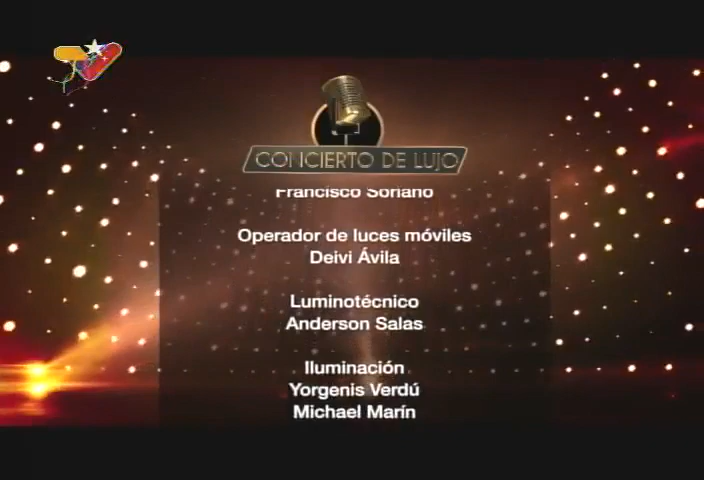 CONCIERTO DE LUJO
Francisco Soriano
Operador de luces móviles
Deivi Ávila
Luminotécnico
Anderson Salas
Iluminación
Yorgenis Verdú
Michael Marín